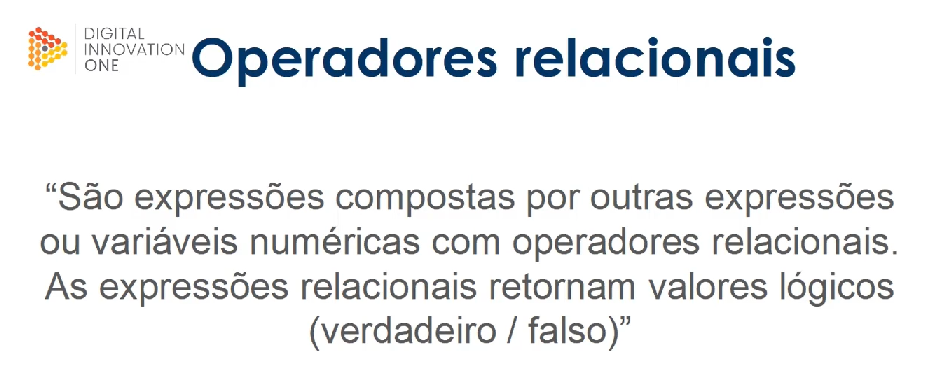 DIGITAL
INNOVATION
ONE
Operadores relacionais
“São expressões compostas por outras expressões
ou variáveis numéricas com operadores relacionais.
As expressões relacionais retornam valores lógicos
(verdadeiro / falso)”